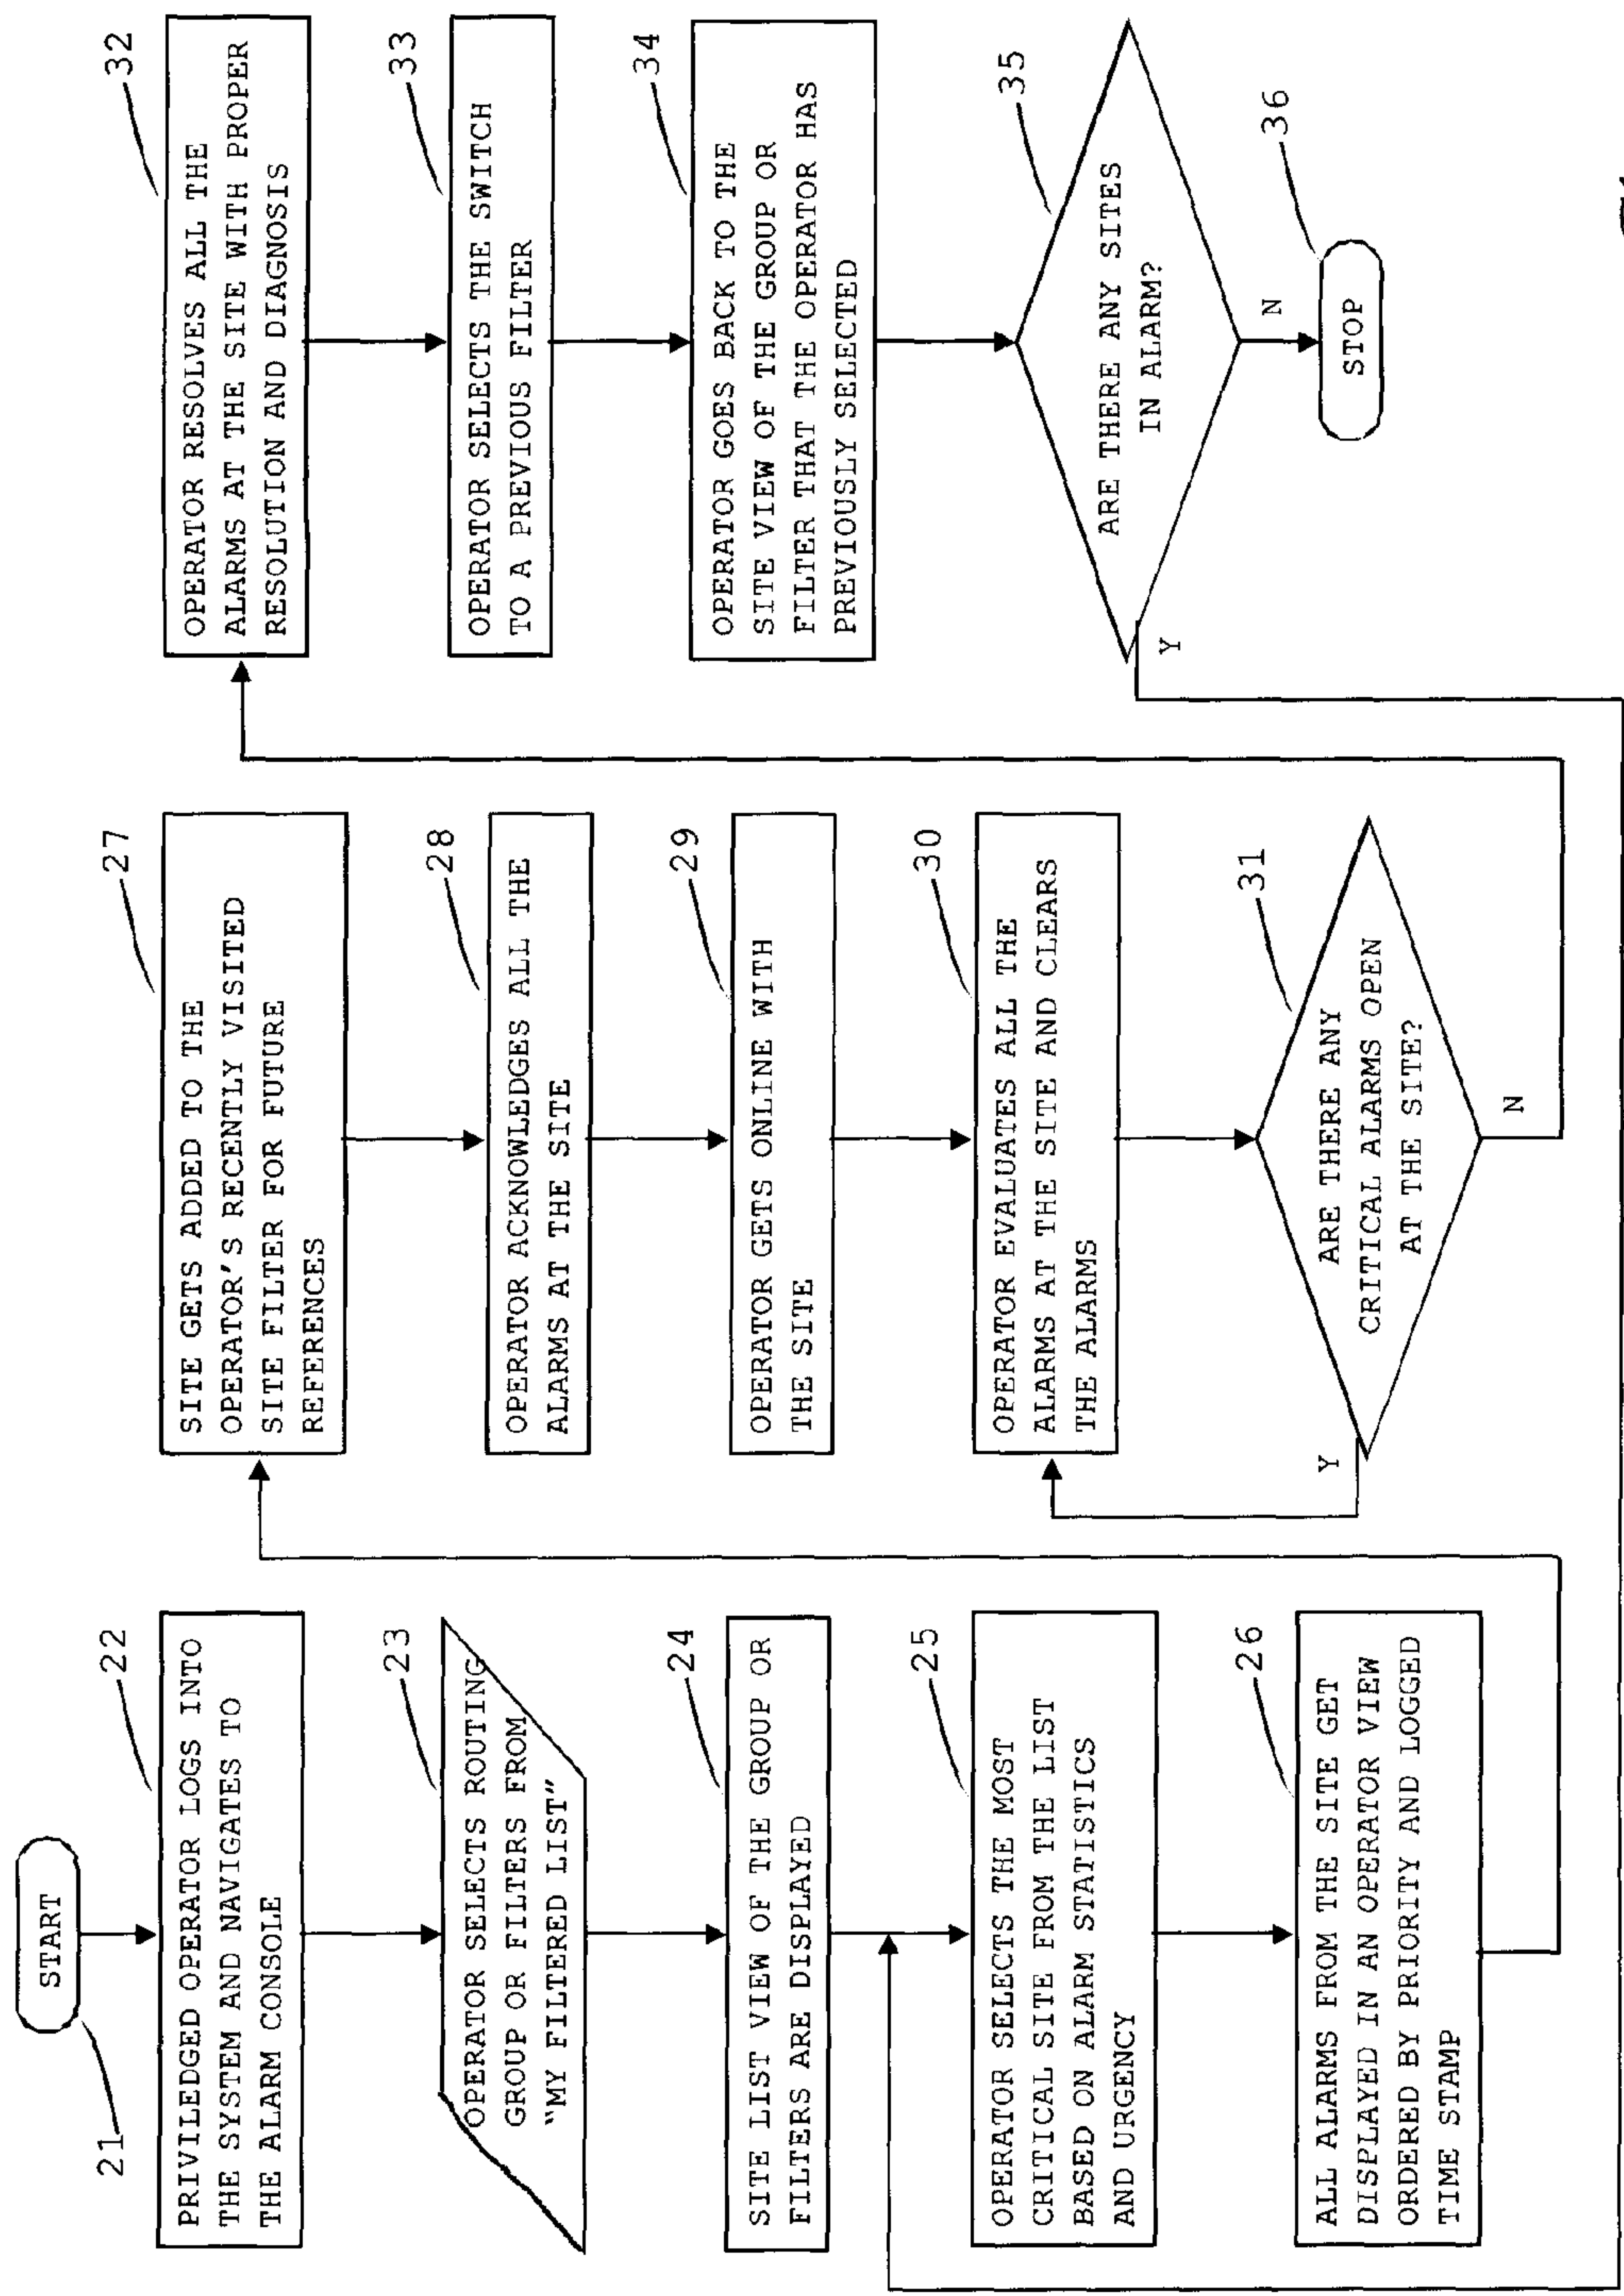 START
21
PRIVILEDGED OPERATOR LOGS INTO
THE SYSTEM AND NAVIGATES TO
THE ALARM CONSOLE
22
OPERATOR SELECTS ROUTING
GROUP OR FILTERS FROM
“MY FILTERED LIST”
23
SITE LIST VIEW OF THE GROUP OR
FILTERS ARE DISPLAYED
24
OPERATOR SELECTS THE MOST
CRITICAL SITE FROM THE LIST
BASED ON ALARM STATISTICS
AND URGENCY
25
ALL ALARMS FROM THE SITE GET
DISPLAYED IN AN OPERATOR VIEW
ORDERED BY PRIORITY AND LOGGED
TIME STAMP
26
SITE GETS ADDED TO THE
OPERATOR'S RECENTLY VISITED
SITE FILTER FOR FUTURE
REFERENCES
27
OPERATOR ACKNOWLEDGES ALL THE
ALARMS AT THE SITE
28
OPERATOR GETS ONLINE WITH
THE SITE
29
OPERATOR EVALUATES ALL THE
ALARMS AT THE SITE AND CLEARS
THE ALARMS
30
ARE THERE ANY
CRITICAL ALARMS OPEN
AT THE SITE?
31
Y
N
OPERATOR RESOLVES ALL THE
ALARMS AT THE SITE WITH PROPER
RESOLUTION AND DIAGNOSIS
32
OPERATOR SELECTS THE SWITCH
TO A PREVIOUS FILTER
33
OPERATOR GOES BACK TO THE
SITE VIEW OF THE GROUP OR
FILTER THAT THE OPERATOR HAS
PREVIOUSLY SELECTED
34
ARE THERE ANY SITES
IN ALARM?
35
Y
N
STOP
36